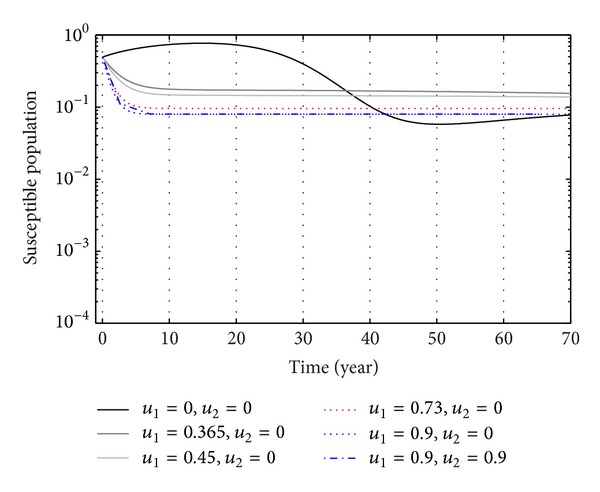 10⁰
10⁻¹
10⁻²
10⁻³
10⁻⁴
Susceptible population
0 10 20 30 40 50 60 70
Time (year)
u₁ = 0, u₂ = 0
u₁ = 0.365, u₂ = 0
u₁ = 0.45, u₂ = 0
u₁ = 0.73, u₂ = 0
u₁ = 0.9, u₂ = 0
u₁ = 0.9, u₂ = 0.9